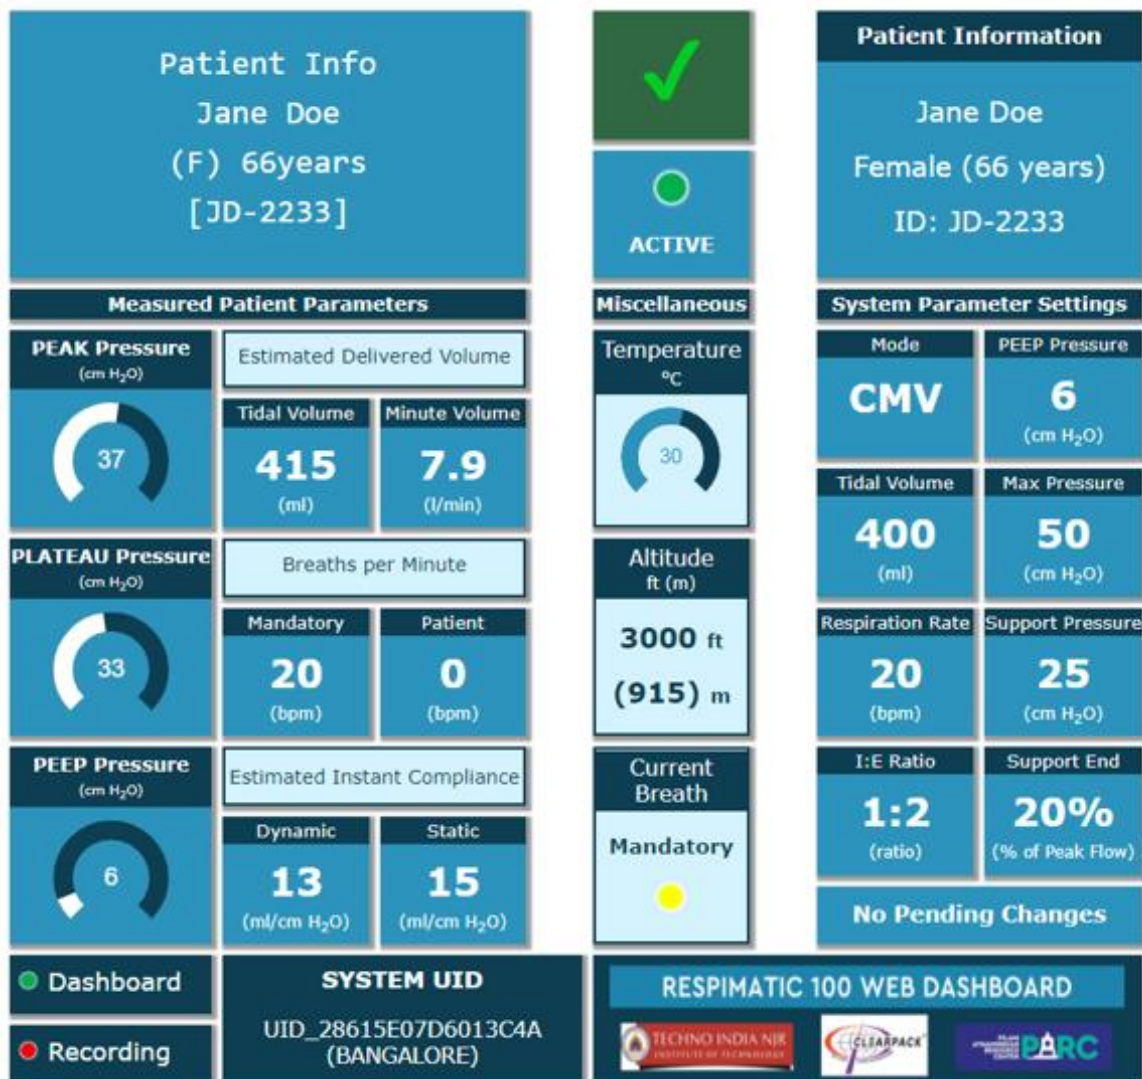 Patient Info
Jane Doe
(F) 66years
[JD-2233]
ACTIVE
Patient Information
Jane Doe
Female (66 years)
ID: JD-2233
Measured Patient Parameters
PEAK Pressure
(cm H₂O)
37
Estimated Delivered Volume
Tidal Volume
415
(ml)
Minute Volume
7.9
(l/min)
PLATEAU Pressure
(cm H₂O)
33
Breaths per Minute
Mandatory
20
(bpm)
Patient
0
(bpm)
PEEP Pressure
(cm H₂O)
6
Estimated Instant Compliance
Dynamic
13
(ml/cm H₂O)
Static
15
(ml/cm H₂O)
Miscellaneous
Temperature
ºC
30
Altitude
ft (m)
3000 ft
(915) m
Current
Breath
Mandatory
System Parameter Settings
Mode
CMV
PEEP Pressure
6
(cm H₂O)
Tidal Volume
400
(ml)
Max Pressure
50
(cm H₂O)
Respiration Rate
20
(bpm)
Support Pressure
25
(cm H₂O)
I:E Ratio
1:2
(ratio)
Support End
20%
(% of Peak Flow)
No Pending Changes
Dashboard
Recording
SYSTEM UID
UID_28615E07D6013C4A
(BANGALORE)
RESPIMATIC 100 WEB DASHBOARD
TECHNO INDIA NJR
INSTITUTE OF TECHNOLOGY
CLEARPACK
PARC